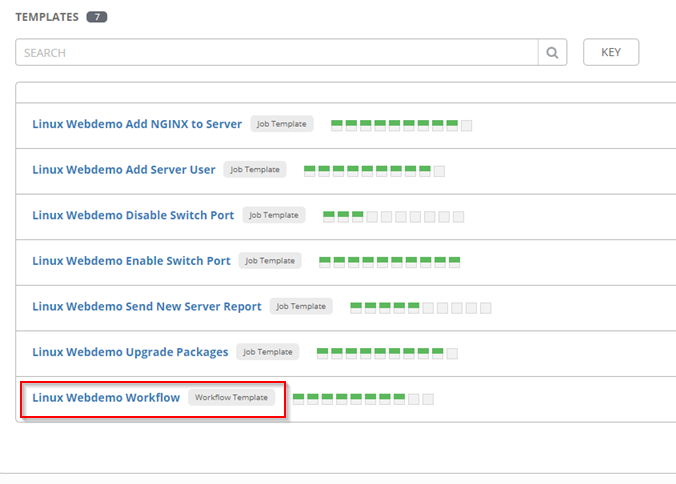 TEMPLATES 7
SEARCH KEY
Linux Webdemo Add NGINX to Server Job Template
Linux Webdemo Add Server User Job Template
Linux Webdemo Disable Switch Port Job Template
Linux Webdemo Enable Switch Port Job Template
Linux Webdemo Send New Server Report Job Template
Linux Webdemo Upgrade Packages Job Template
Linux Webdemo Workflow Workflow Template